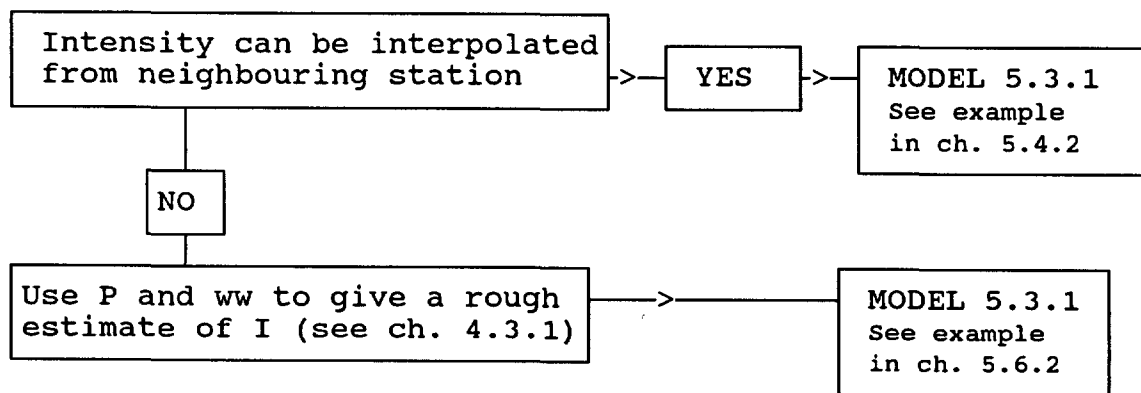 Intensity can be interpolated
from neighbouring station
YES
MODEL 5.3.1
See example
in ch. 5.4.2
NO
Use P and ww to give a rough
estimate of I (see ch. 4.3.1)
MODEL 5.3.1
See example
in ch. 5.6.2